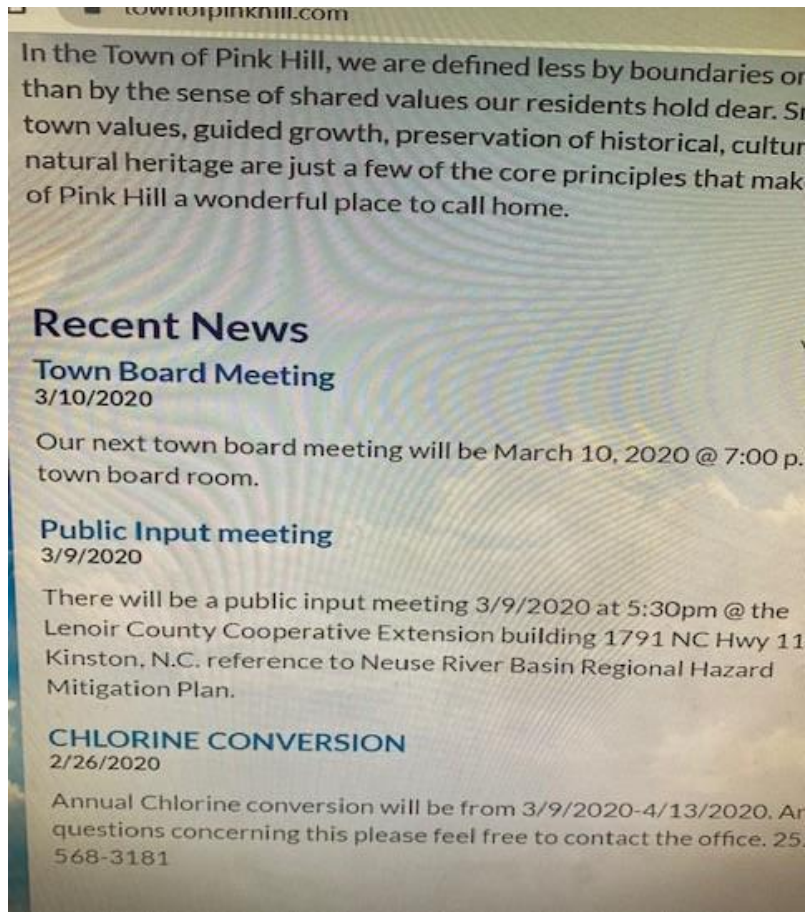 townofpinkhill.com
In the Town of Pink Hill, we are defined less by boundaries or
than by the sense of shared values our residents hold dear.
town values, guided growth, preservation of historical,
natural heritage are just a few of the core principles that
of Pink Hill a wonderful place to call home.
Recent News
Town Board Meeting
3/10/2020
Our next town board meeting will be March 10, 2020 @ 7:00 p.
town board room.
Public Input meeting
3/9/2020
There will be a public input meeting 3/9/2020 at 5:30pm @ the
Lenoir County Cooperative Extension building 1791 NC Hwy 11
Kinston, N.C. reference to Neuse River Basin Regional Hazard
Mitigation Plan.
CHLORINE CONVERSION
2/26/2020
Annual Chlorine conversion will be from 3/9/2020-4/13/2020.
questions concerning this please feel free to contact the office. 25
568-3181